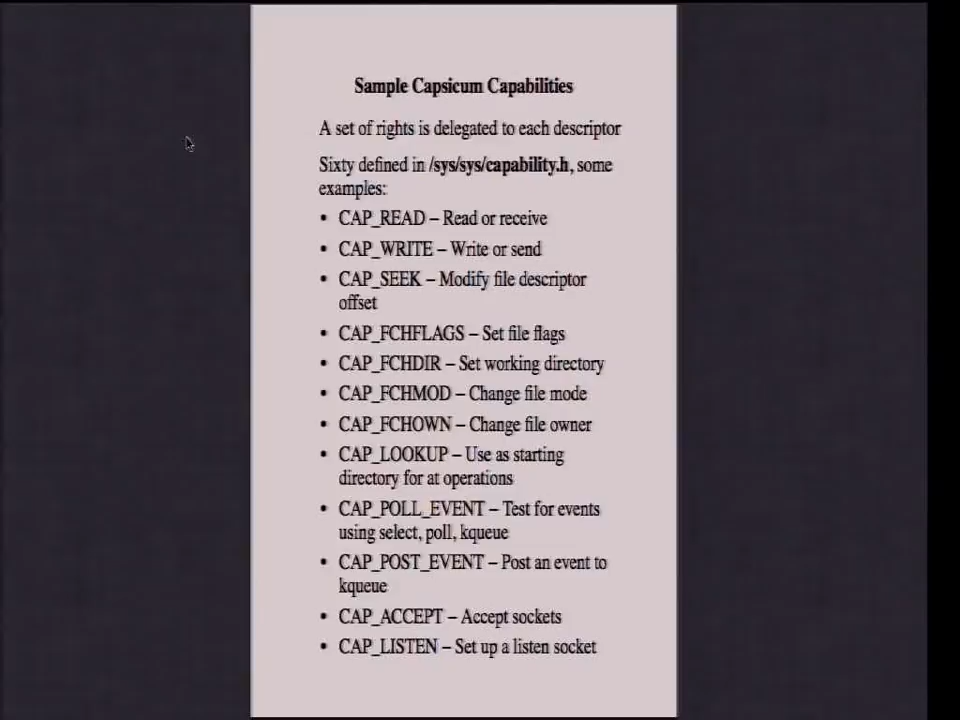 Sample Capsicum Capabilities
A set of rights is delegated to each descriptor
Sixty defined in /sys/sys/capability.h, some
examples:
• CAP_READ – Read or receive
• CAP_WRITE – Write or send
• CAP_SEEK – Modify file descriptor
offset
• CAP_FCHFLAGS – Set file flags
• CAP_FCHDIR – Set working directory
• CAP_FCHMOD – Change file mode
• CAP_FCHOWN – Change file owner
• CAP_LOOKUP – Use as starting
directory for at operations
• CAP_POLL_EVENT – Test for events
using select, poll, kqueue
• CAP_POST_EVENT – Post an event to
kqueue
• CAP_ACCEPT – Accept sockets
• CAP_LISTEN – Set up a listen socket